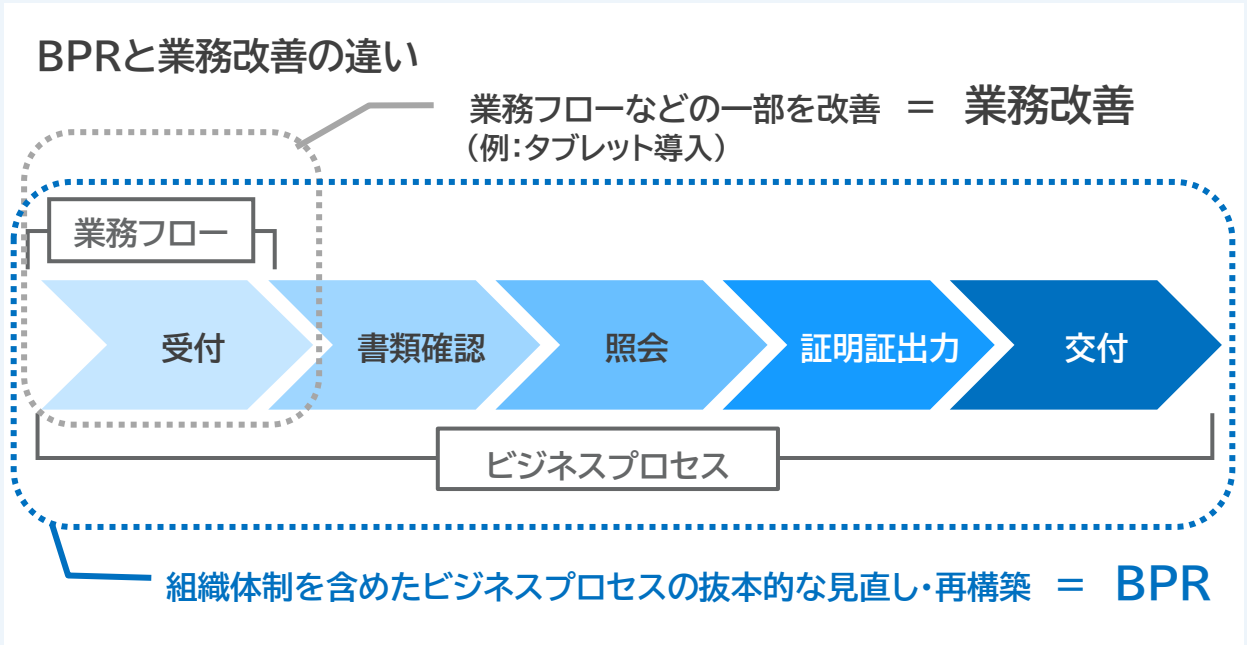 BPRと業務改善の違い
業務フローなどの一部を改善 = 業務改善
(例:タブレット導入)
業務フロー
受付
書類確認
照会
証明証出力
交付
ビジネスプロセス
組織体制を含めたビジネスプロセスの抜本的な見直し・再構築 = BPR